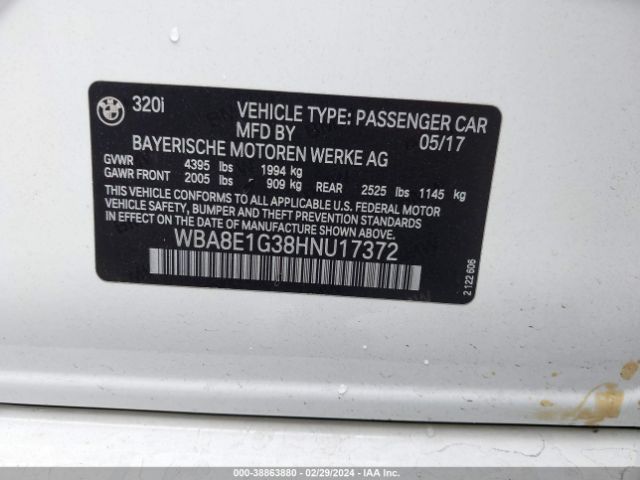 320i
VEHICLE TYPE: PASSENGER CAR
MFD BY 05/17
BAYERISCHE MOTOREN WERKE AG
GVWR 4395 lbs 1994 kg
GAWR FRONT 2005 lbs - 909 kg REAR 2525 lbs 1145 kg
THIS VEHICLE CONFORMS TO ALL APPLICABLE U.S. FEDERAL MOTOR
VEHICLE SAFETY, BUMPER AND THEFT PREVENTION STANDARDS
IN EFFECT ON THE DATE OF MANUFACTURE SHOWN ABOVE.
WBA8E1G38HNU17372
2 122 606
000-38863880 - 02/29/2024 - IAA Inc.